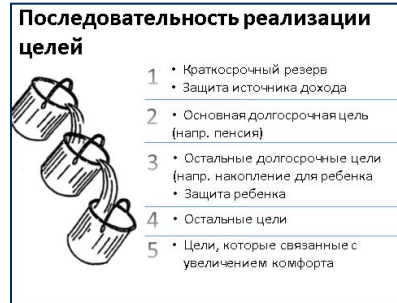 Последовательность реализации
целей
1
• Краткосрочный резерв
• Защита источника дохода
2
• Основная долгосрочная цель
(напр. пенсия)
3
• Остальные долгосрочные цели
(напр. накопление для ребенка
• Защита ребенка
4
• Остальные цели
5
• Цели, которые связанные с
увеличением комфорта